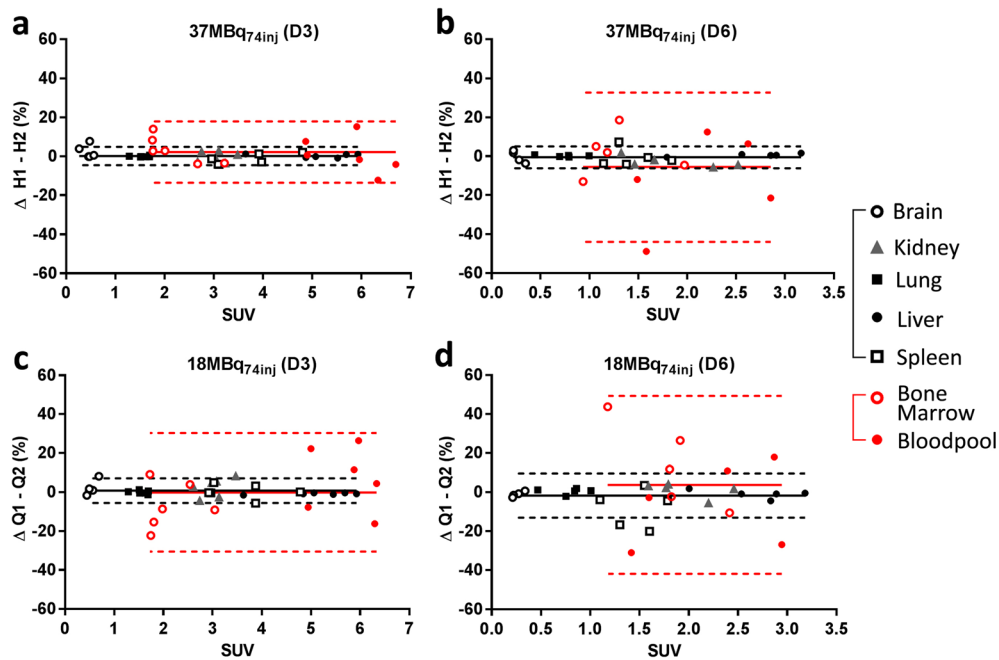 a
37MBq74inj (D3)
Δ H1 - H2 (%)
60
40
20
0
-20
-40
-60
0 1 2 3 4 5 6 7
SUV
b
37MBq74inj (D6)
Δ H1 - H2 (%)
60
40
20
0
-20
-40
-60
0.0 0.5 1.0 1.5 2.0 2.5 3.0 3.5
SUV
c
18MBq74inj (D3)
Δ Q1 - Q2 (%)
60
40
20
0
-20
-40
-60
0 1 2 3 4 5 6 7
SUV
d
18MBq74inj (D6)
Δ Q1 - Q2 (%)
60
40
20
0
-20
-40
-60
0.0 0.5 1.0 1.5 2.0 2.5 3.0 3.5
SUV
Brain
Kidney
Lung
Liver
Spleen
Bone
Marrow
Bloodpool